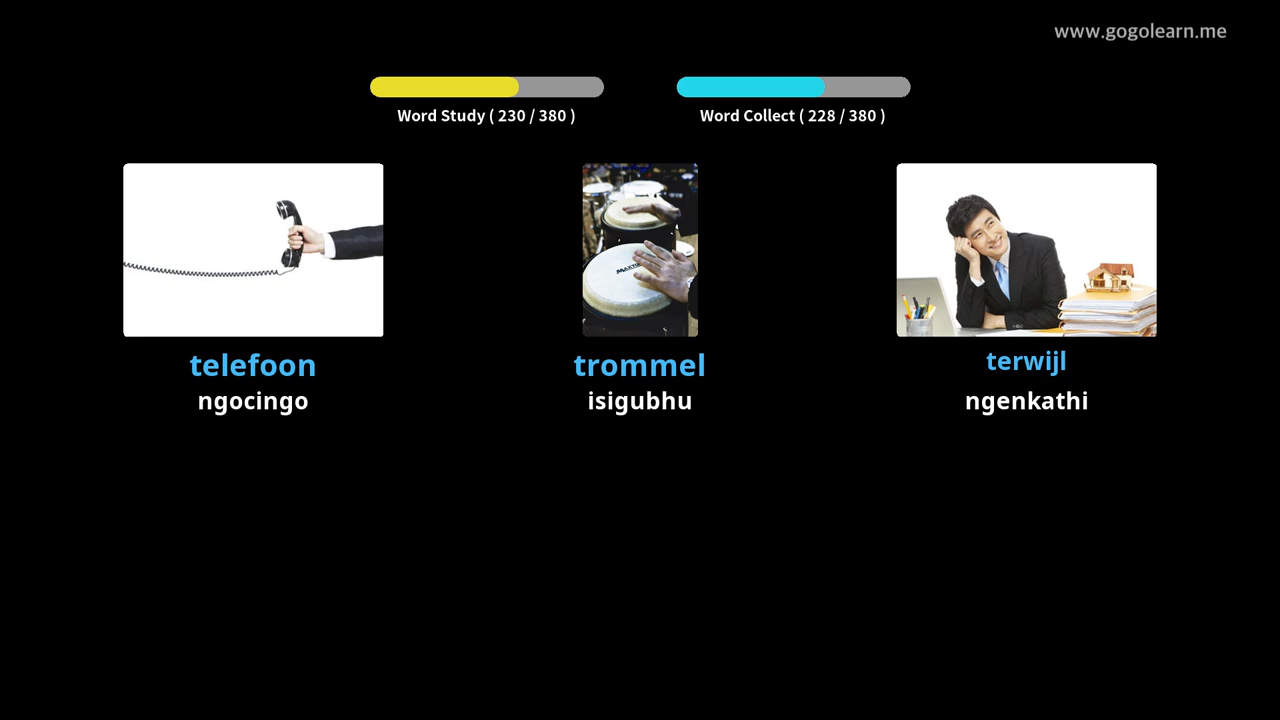 www.gogolearn.me
Word Study ( 230 / 380 )
Word Collect ( 228 / 380 )
telefoon
ngocingo
trommel
isigubhu
terwijl
ngenkathi